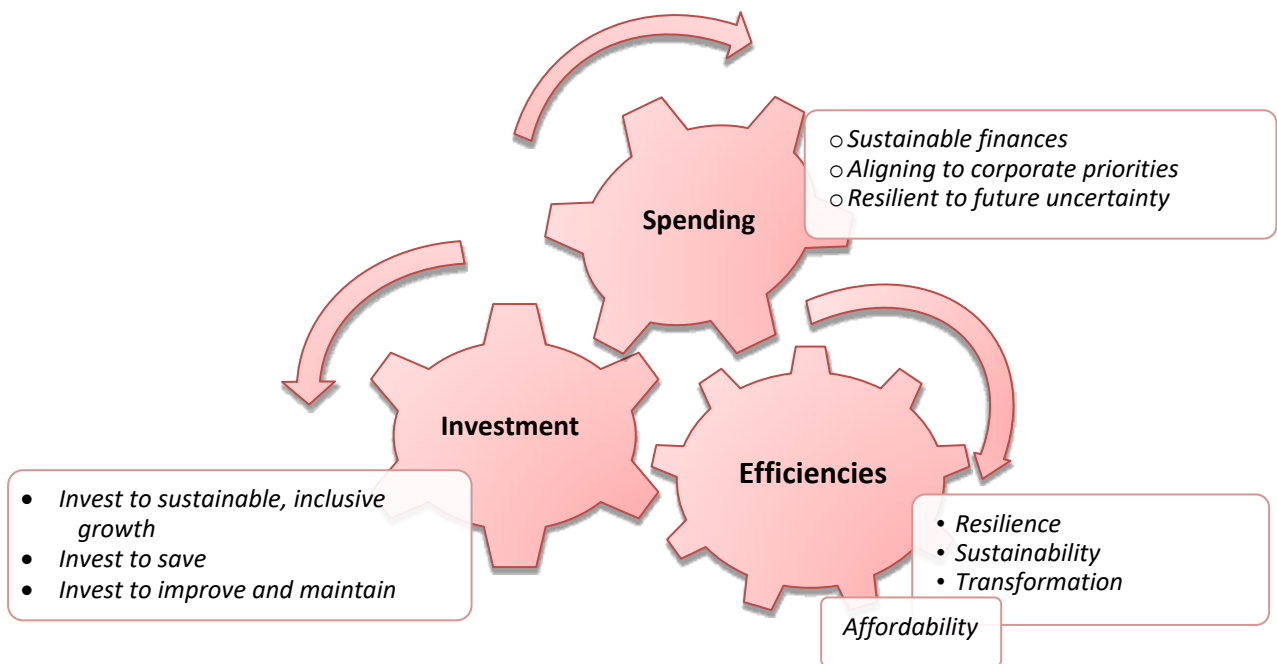 Spending
o Sustainable finances
o Aligning to corporate priorities
o Resilient to future uncertainty
Investment
• Invest to sustainable, inclusive
growth
• Invest to save
• Invest to improve and maintain
Efficiencies
• Resilience
• Sustainability
• Transformation
Affordability